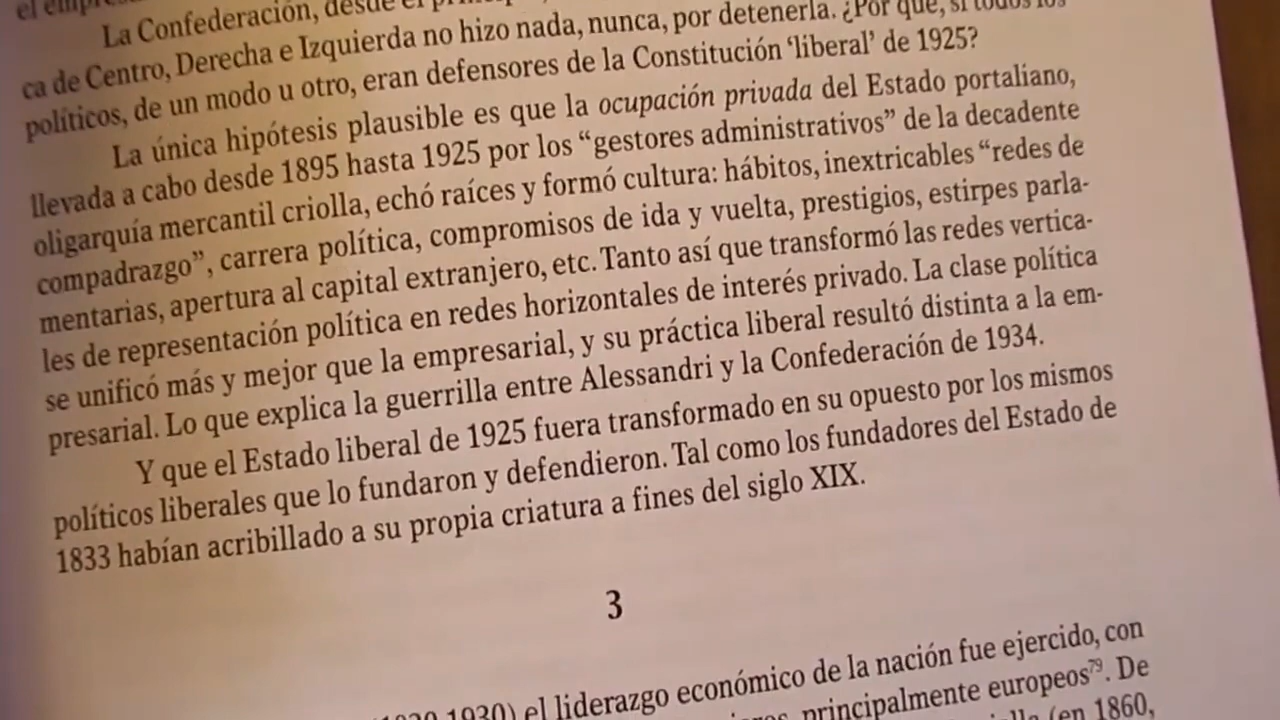 La Confederación, desde el
ca de Centro, Derecha e Izquierda no hizo nada, nunca, por detenerla. ¿Por qué, si todos los
políticos, de un modo u otro, eran defensores de la Constitución ‘liberal’ de 1925?
La única hipótesis plausible es que la ocupación privada del Estado portaliano,
llevada a cabo desde 1895 hasta 1925 por los “gestores administrativos” de la decadente
oligarquía mercantil criolla, echó raíces y formó cultura: hábitos, inextricables “redes de
compadrazgo”, carrera política, compromisos de ida y vuelta, prestigios, estirpes parla-
mentarias, apertura al capital extranjero, etc. Tanto así que transformó las redes vertica-
les de representación política en redes horizontales de interés privado. La clase política
se unificó más y mejor que la empresarial, y su práctica liberal resultó distinta a la em-
presarial. Lo que explica la guerrilla entre Alessandri y la Confederación de 1934.
Y que el Estado liberal de 1925 fuera transformado en su opuesto por los mismos
políticos liberales que lo fundaron y defendieron. Tal como los fundadores del Estado de
1833 habían acribillado a su propia criatura a fines del siglo XIX.
3
1930) el liderazgo económico de la nación fue ejercido, con
principalmente europeos79. De
(en 1860,